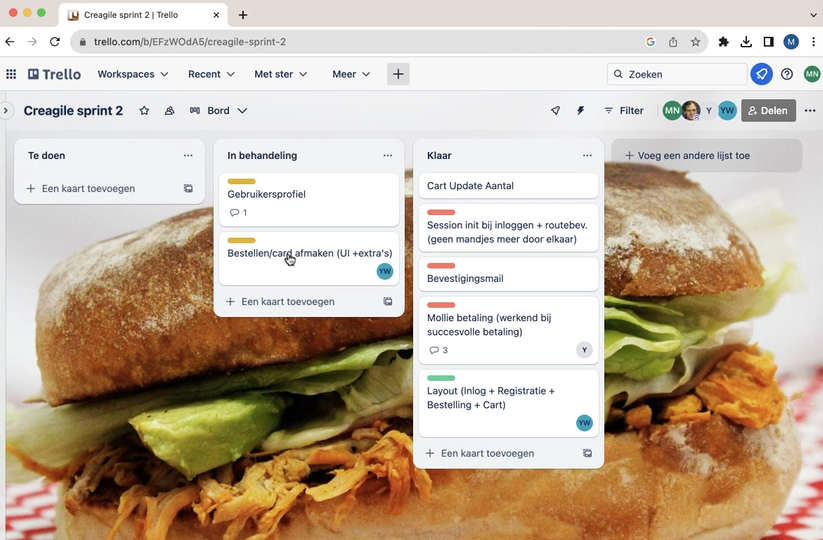 Creagile sprint 2 | Trello
trello.com/b/EFzWOdA5/creagile-sprint-2
M
Trello
Workspaces
Recent
Met ster
Meer
Zoeken
MN
Creagile sprint 2
Bord
Filter
MN
Y
YW
Delen
Te doen
Een kaart toevoegen
In behandeling
Gebruikersprofiel
1
Bestellen/card afmaken (UI +extra's)
YW
Een kaart toevoegen
Klaar
Cart Update Aantal
Session init bij inloggen + routebev.
(geen mandjes meer door elkaar)
Bevestigingsmail
Mollie betaling (werkend bij
succesvolle betaling)
3
Y
Layout (Inlog + Registratie +
Bestelling + Cart)
YW
Een kaart toevoegen
Voeg een andere lijst toe